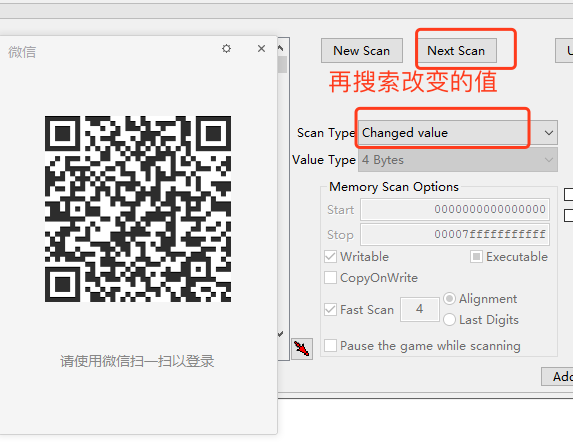 微信
New Scan
Next Scan
U
再搜索改变的值
Scan Type
Changed value
Value Type
4 Bytes
Memory Scan Options
Start
0000000000000000
Stop
00007fffffffffff
Writable
Executable
CopyOnWrite
Fast Scan
4
Alignment
Last Digits
Pause the game while scanning
请使用微信扫一扫以登录
Add